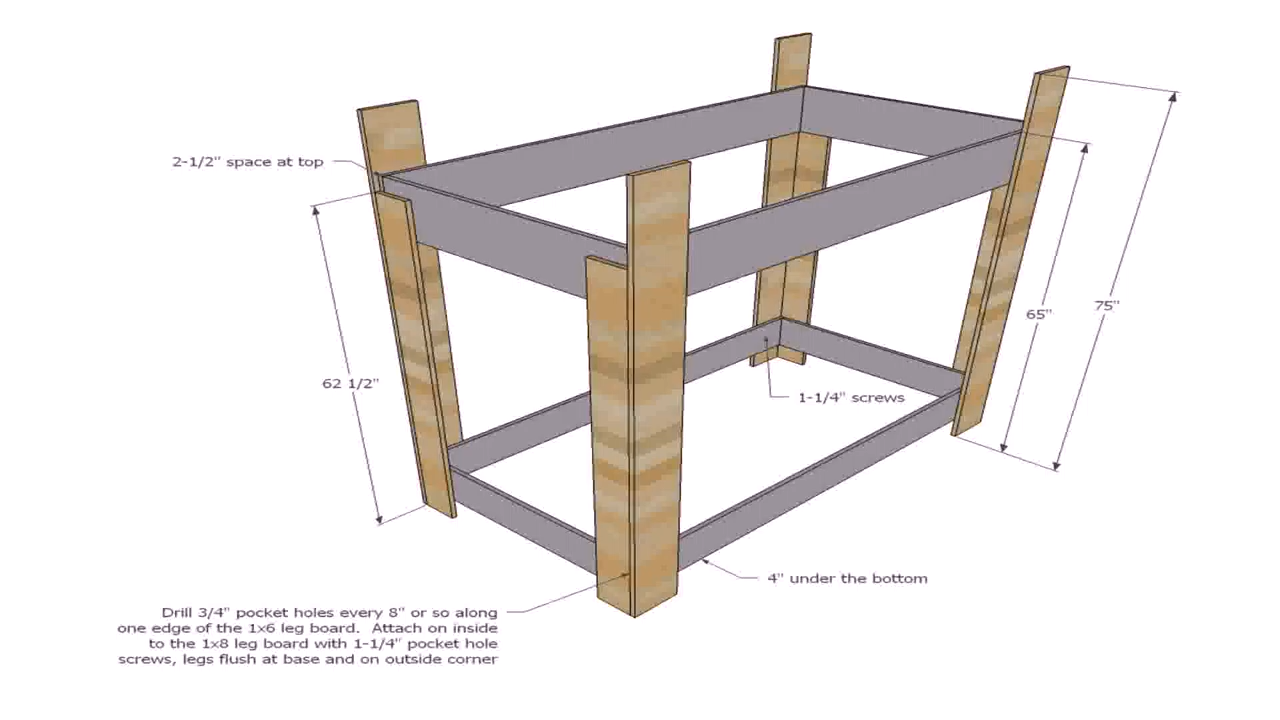 2-1/2" space at top
75"
65"
62 1/2"
1-1/4" screws
4" under the bottom
Drill 3/4" pocket holes every 8" or so along
one edge of the 1x6 leg board.  Attach on inside
to the 1x8 leg board with 1-1/4" pocket hole
screws, legs flush at base and on outside corner